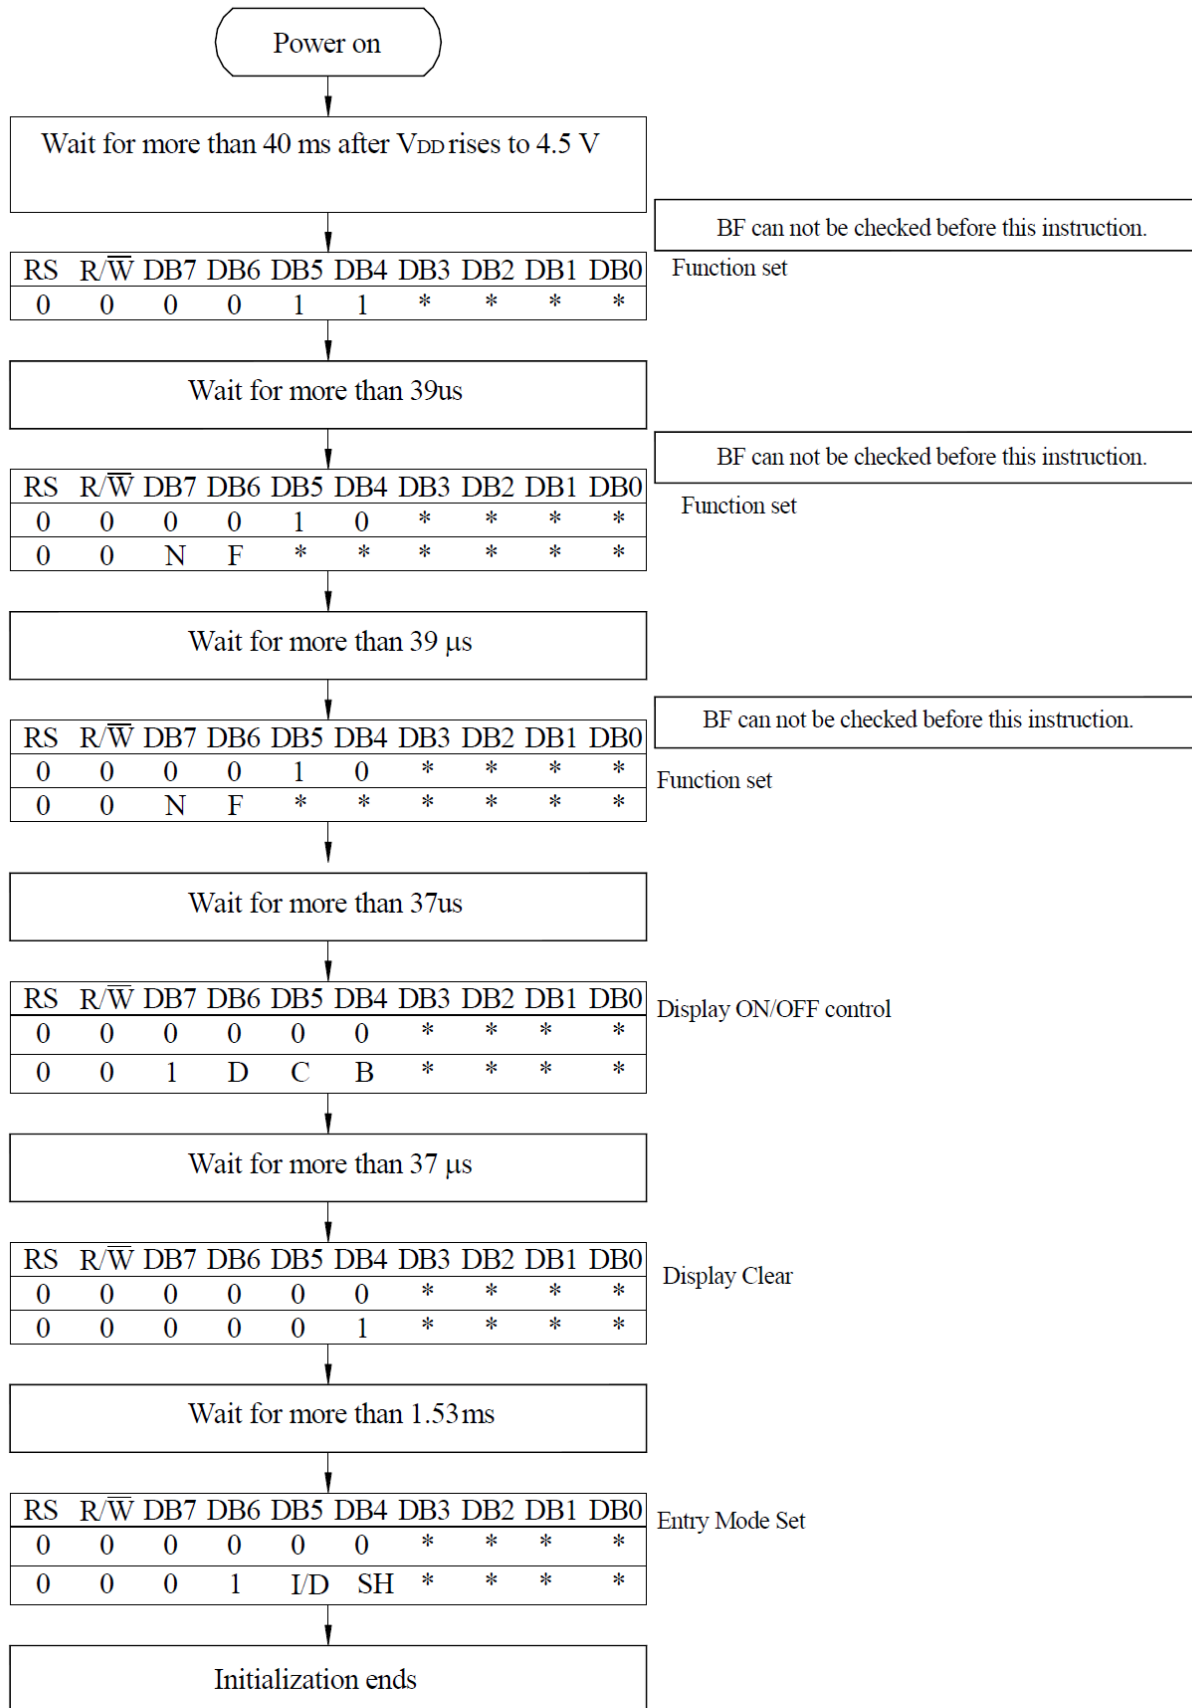 Power on
Wait for more than 40 ms after VDD rises to 4.5 V
BF can not be checked before this instruction.
RS R/W̅ DB7 DB6 DB5 DB4 DB3 DB2 DB1 DB0
Function set
0 0 0 0 1 1 * * * *
Wait for more than 39us
BF can not be checked before this instruction.
RS R/W̅ DB7 DB6 DB5 DB4 DB3 DB2 DB1 DB0
Function set
0 0 0 0 1 0 * * * *
0 0 N F * * * * * *
Wait for more than 39 μs
BF can not be checked before this instruction.
RS R/W̅ DB7 DB6 DB5 DB4 DB3 DB2 DB1 DB0
0 0 0 0 1 0 * * * *
Function set
0 0 N F * * * * * *
Wait for more than 37us
RS R/W̅ DB7 DB6 DB5 DB4 DB3 DB2 DB1 DB0
Display ON/OFF control
0 0 0 0 0 0 * * * *
0 0 1 D C B * * * *
Wait for more than 37 μs
RS R/W̅ DB7 DB6 DB5 DB4 DB3 DB2 DB1 DB0
Display Clear
0 0 0 0 0 0 * * * *
0 0 0 0 0 1 * * * *
Wait for more than 1.53ms
RS R/W̅ DB7 DB6 DB5 DB4 DB3 DB2 DB1 DB0
Entry Mode Set
0 0 0 0 0 0 * * * *
0 0 0 1 I/D SH * * * *
Initialization ends